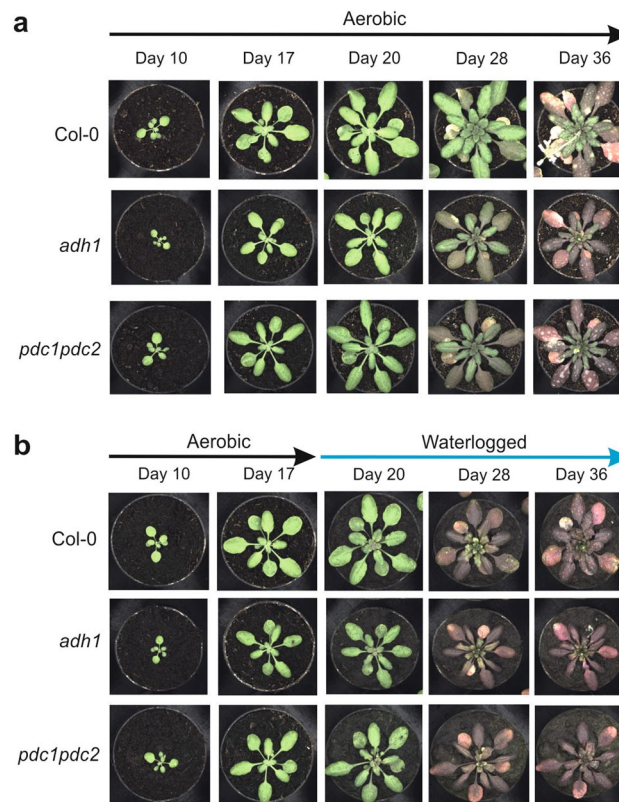 a
Aerobic
Day 10 Day 17 Day 20 Day 28 Day 36
Col-0
adh1
pdc1pdc2
b
Aerobic Waterlogged
Day 10 Day 17 Day 20 Day 28 Day 36
Col-0
adh1
pdc1pdc2